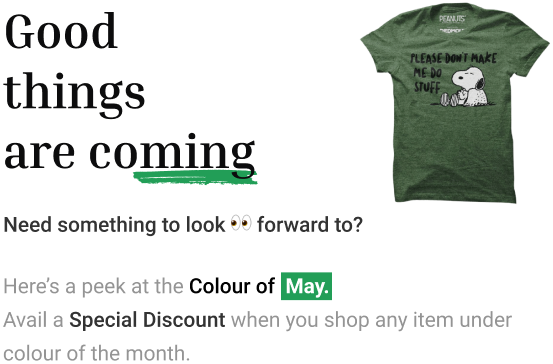 Good
things
are coming
PEANUTS
PLEASE DON'T MAKE
ME DO
STUFF
Need something to look 👀 forward to?
Here's a peek at the Colour of May.
Avail a Special Discount when you shop any item under
colour of the month.